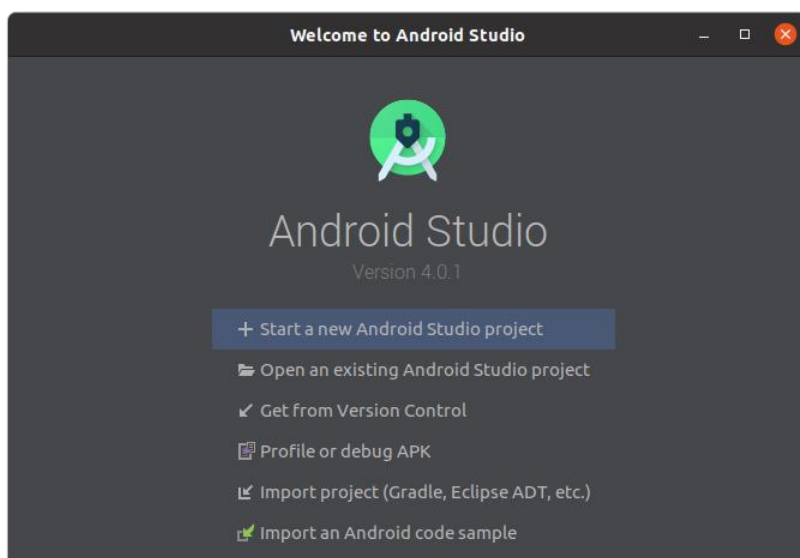 Welcome to Android Studio
Android Studio
Version 4.0.1
Start a new Android Studio project
Open an existing Android Studio project
Get from Version Control
Profile or debug APK
Import project (Gradle, Eclipse ADT, etc.)
Import an Android code sample